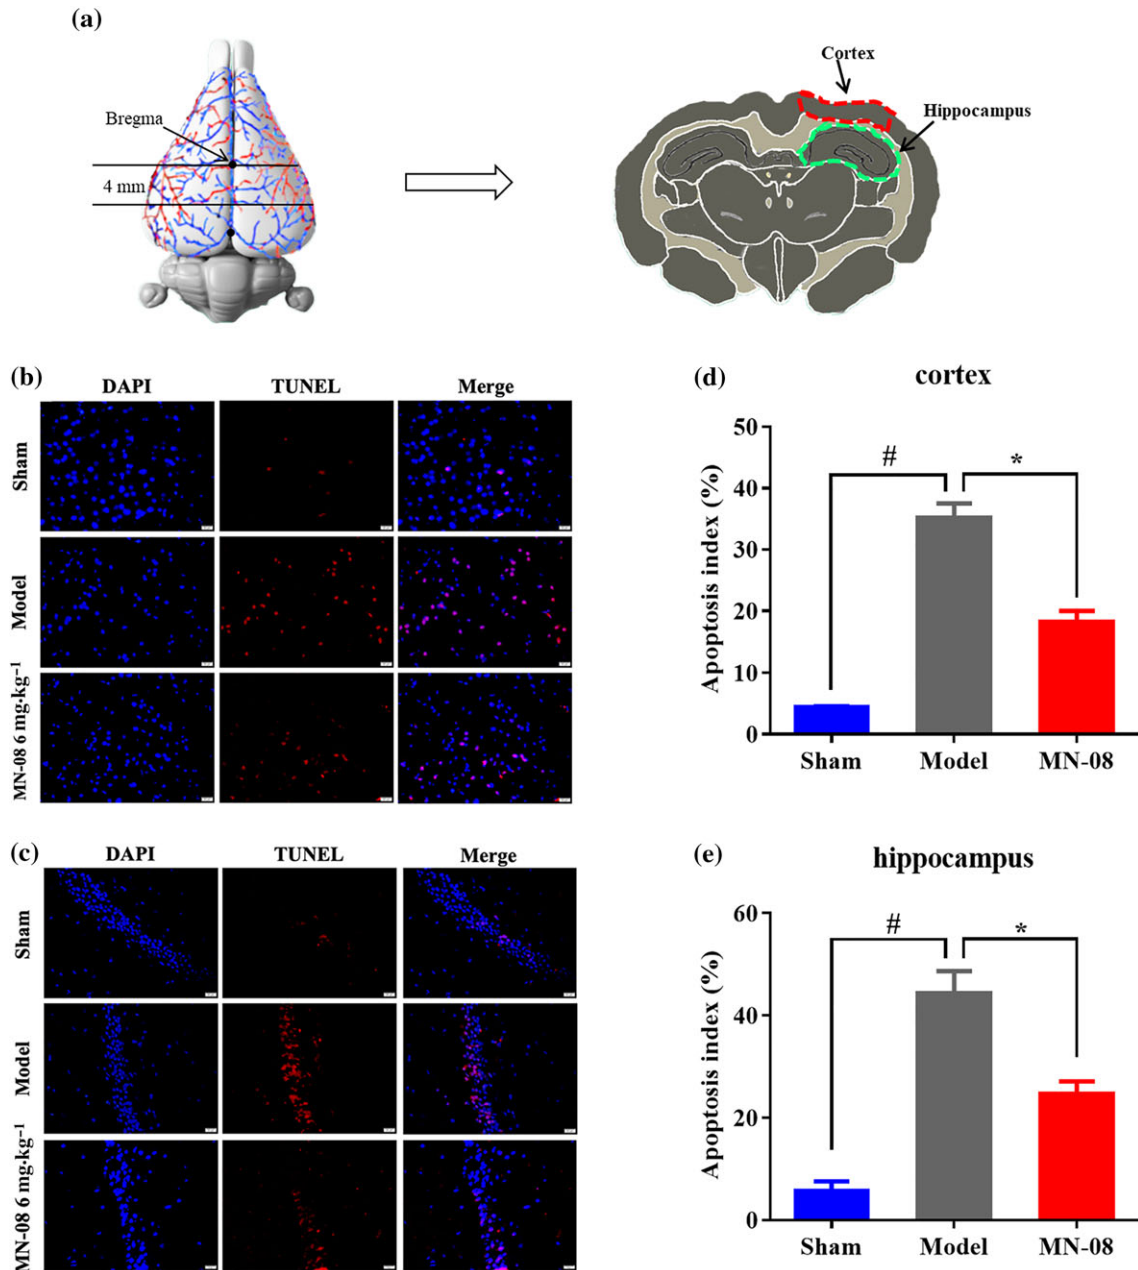 (a)
Bregma
4 mm
Cortex
Hippocampus
(b)
DAPI TUNEL Merge
Sham
Model
MN-08 6 mg·kg⁻¹
(d)
cortex
Apoptosis index (%)
50
40
30
20
10
0
#
*
Sham Model MN-08
(c)
DAPI TUNEL Merge
Sham
Model
MN-08 6 mg·kg⁻¹
(e)
hippocampus
Apoptosis index (%)
60
40
20
0
#
*
Sham Model MN-08